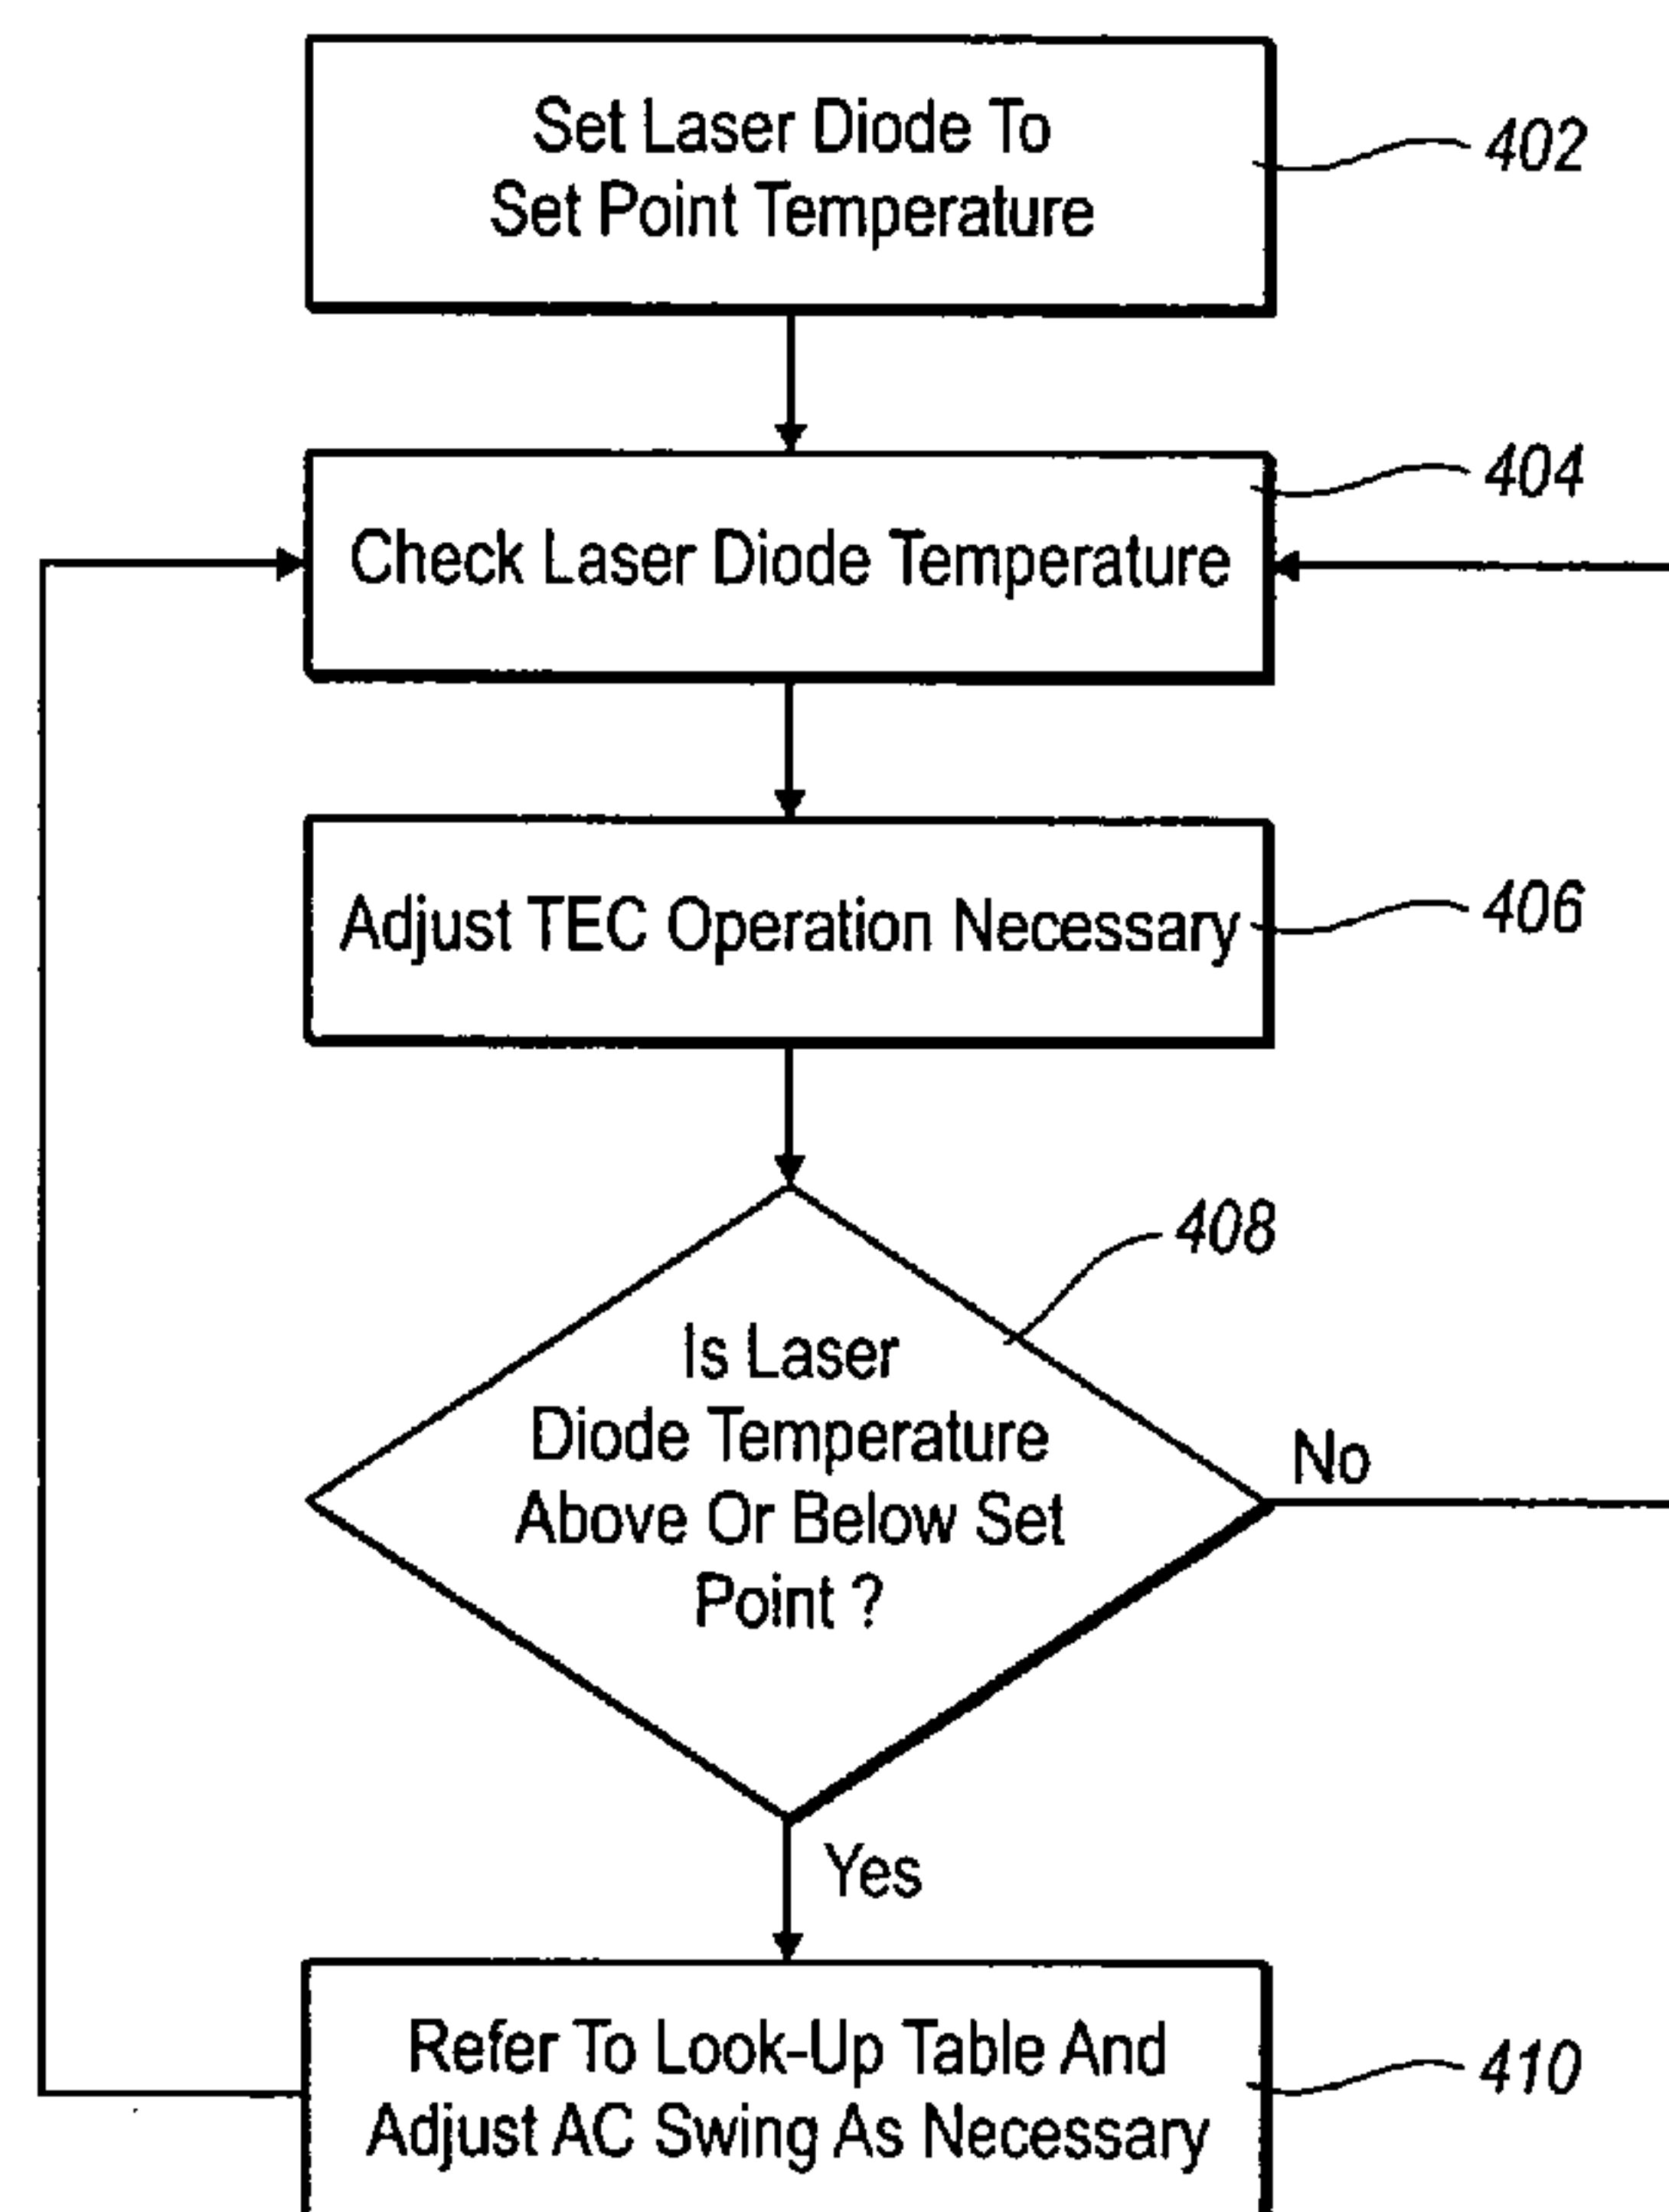 Set Laser Diode To
Set Point Temperature
402
404
Check Laser Diode Temperature
Adjust TEC Operation Necessary
406
408
Is Laser
Diode Temperature
Above Or Below Set
Point ?
No
Yes
Refer To Look-Up Table And
Adjust AC Swing As Necessary
410